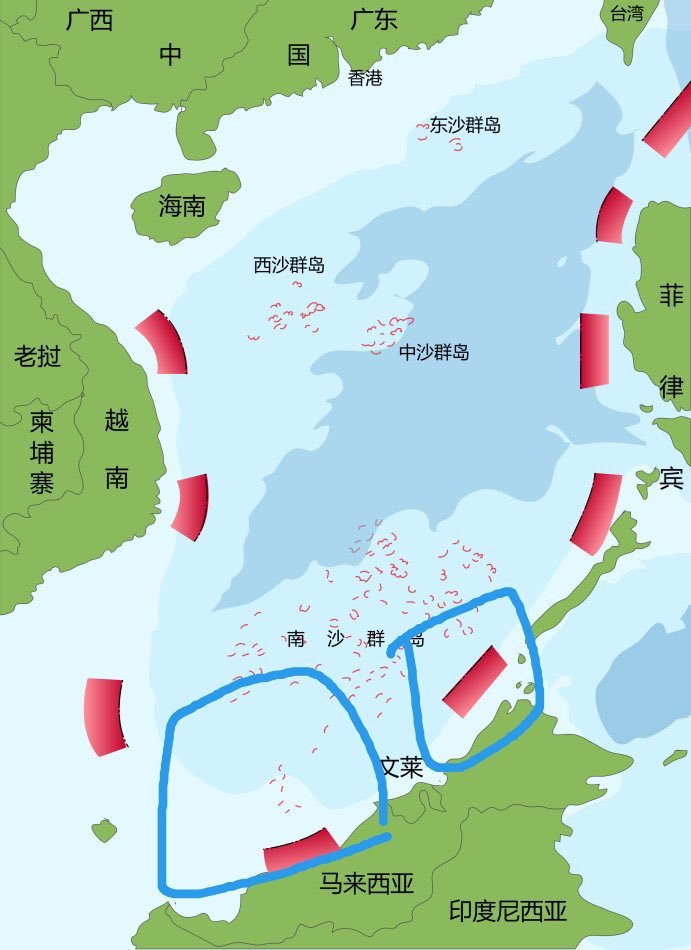 广西
广东
台湾
中国
香港
东沙群岛
海南
西沙群岛
菲律宾
中沙群岛
老挝
柬埔寨
越南
南沙群岛
文莱
马来西亚
印度尼西亚